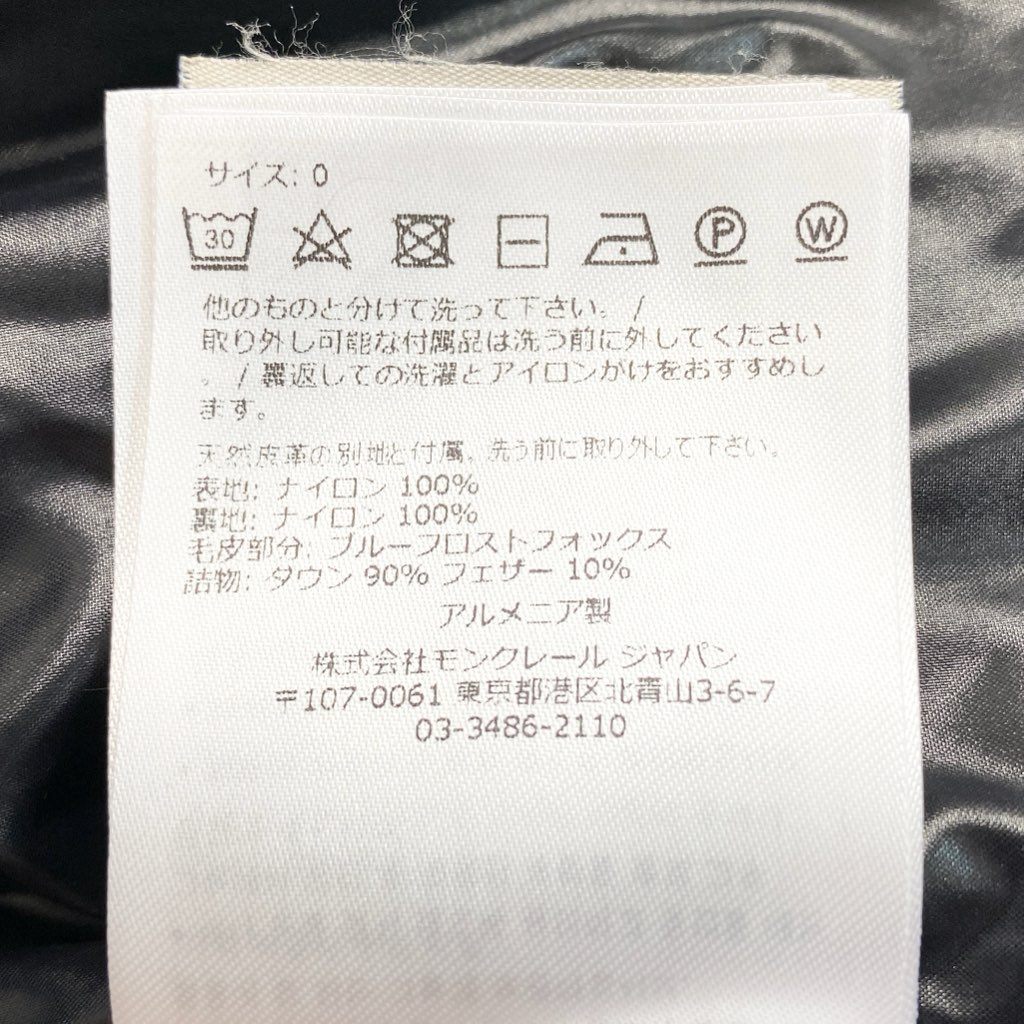 サイズ: 0
30
P
W
他のものと分けて洗って下さい。 /
取り外し可能な付属品は洗う前に外してください
。 / 裏返しての洗濯とアイロンがけをおすすめし
ます。
天然皮革の別地と付属、洗う前に取り外して下さい。
表地: ナイロン 100%
裏地: ナイロン 100%
毛皮部分: ブルーフロストフォックス
詰物: ダウン 90% フェザー 10%
アルメニア製
株式会社モンクレール ジャパン
〒107-0061 東京都港区北青山3-6-7
03-3486-2110